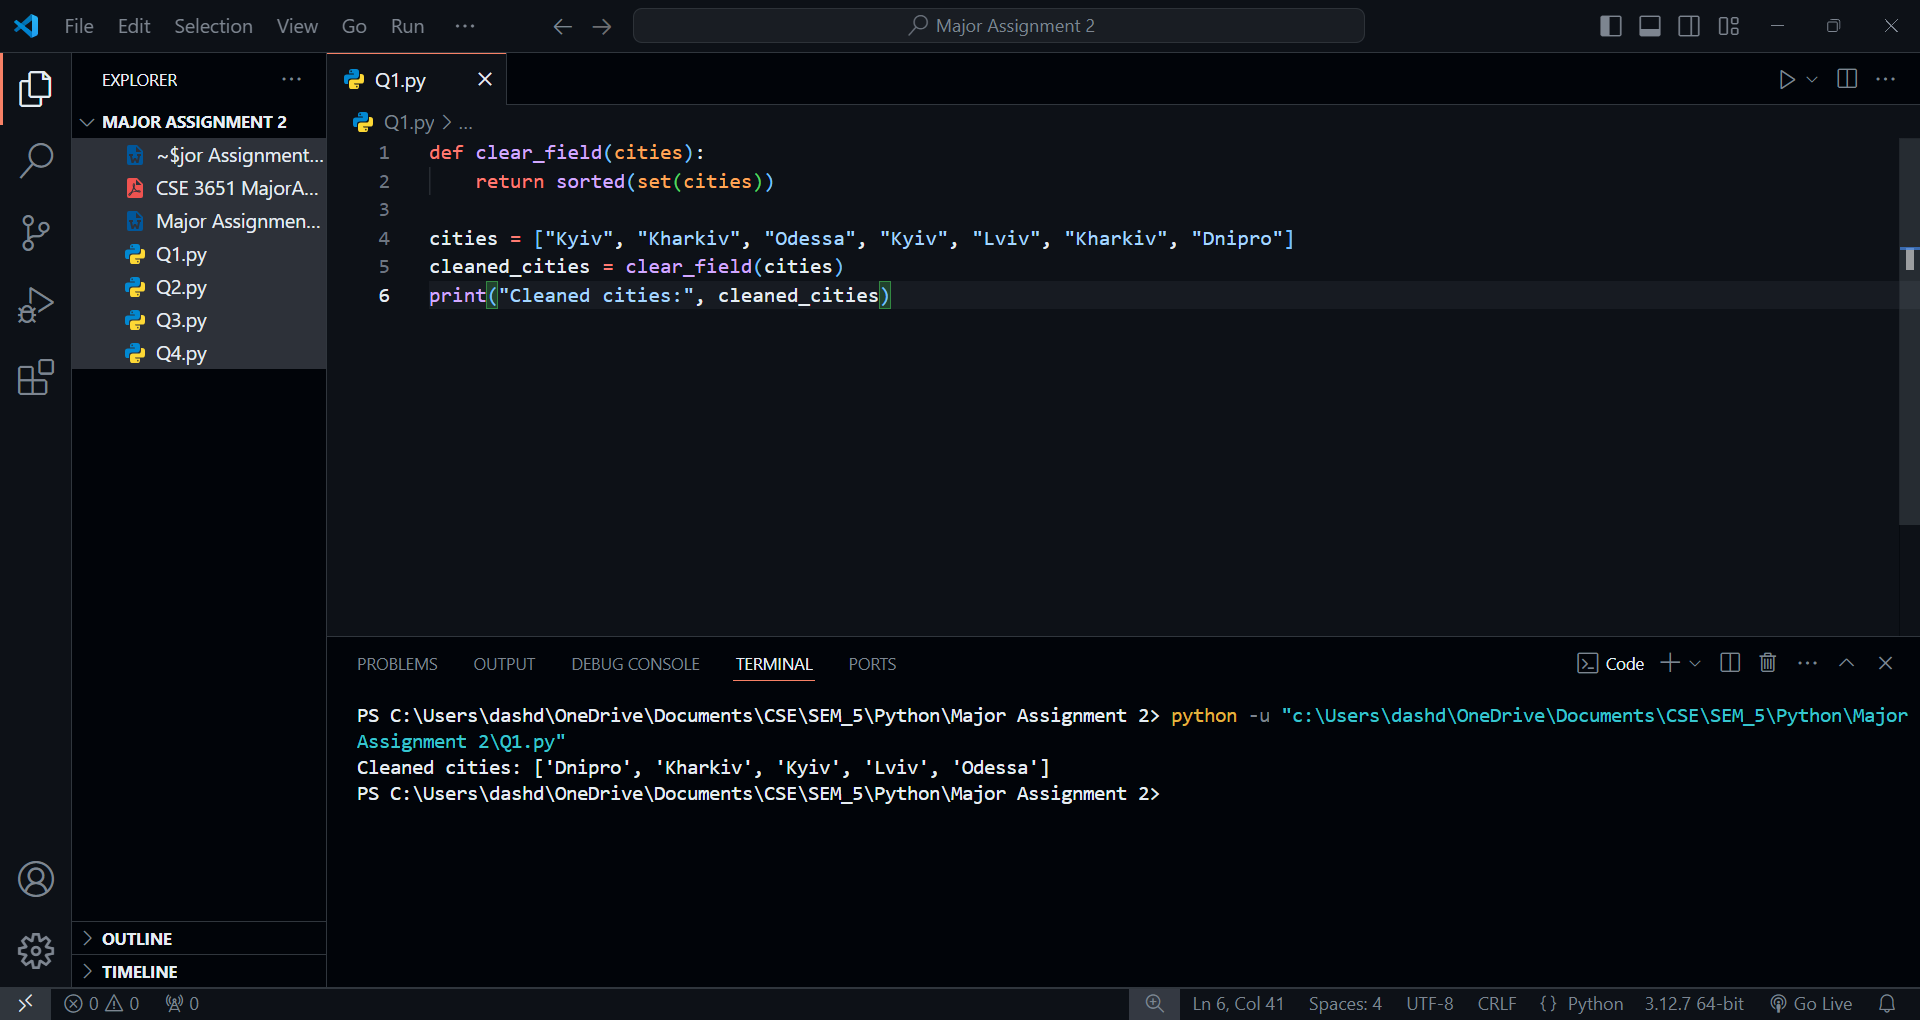 File Edit Selection View Go Run ···
Major Assignment 2
EXPLORER ···
MAJOR ASSIGNMENT 2
~$jor Assignment...
CSE 3651 MajorA...
Major Assignmen...
Q1.py
Q2.py
Q3.py
Q4.py
OUTLINE
TIMELINE
Q1.py
Q1.py > ...
1 def clear_field(cities):
2     return sorted(set(cities))
3
4 cities = ["Kyiv", "Kharkiv", "Odessa", "Kyiv", "Lviv", "Kharkiv", "Dnipro"]
5 cleaned_cities = clear_field(cities)
6 print("Cleaned cities:", cleaned_cities)
PROBLEMS OUTPUT DEBUG CONSOLE TERMINAL PORTS
Code
PS C:\Users\dashd\OneDrive\Documents\CSE\SEM_5\Python\Major Assignment 2> python -u "c:\Users\dashd\OneDrive\Documents\CSE\SEM_5\Python\Major
Assignment 2\Q1.py"
Cleaned cities: ['Dnipro', 'Kharkiv', 'Kyiv', 'Lviv', 'Odessa']
PS C:\Users\dashd\OneDrive\Documents\CSE\SEM_5\Python\Major Assignment 2>
0 0 0
Ln 6, Col 41 Spaces: 4 UTF-8 CRLF {} Python 3.12.7 64-bit Go Live